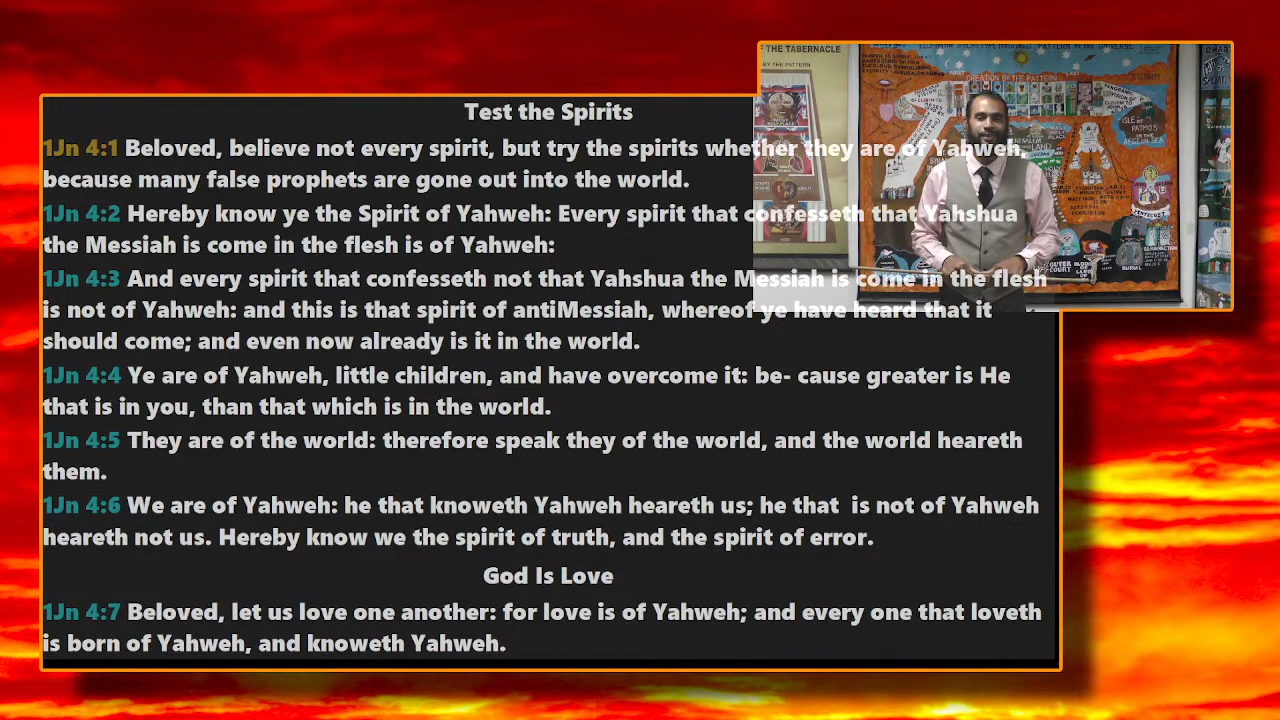 Test the Spirits
1Jn 4:1 Beloved, believe not every spirit, but try the spirits whether they are of Yahweh,
because many false prophets are gone out into the world.
1Jn 4:2 Hereby know ye the Spirit of Yahweh: Every spirit that confesseth that Yahshua
the Messiah is come in the flesh is of Yahweh:
1Jn 4:3 And every spirit that confesseth not that Yahshua the Messiah is come in the flesh
is not of Yahweh: and this is that spirit of antiMessiah, whereof ye have heard that it
should come; and even now already is it in the world.
1Jn 4:4 Ye are of Yahweh, little children, and have overcome it: be- cause greater is He
that is in you, than that which is in the world.
1Jn 4:5 They are of the world: therefore speak they of the world, and the world heareth
them.
1Jn 4:6 We are of Yahweh: he that knoweth Yahweh heareth us; he that  is not of Yahweh
heareth not us. Hereby know we the spirit of truth, and the spirit of error.
God Is Love
1Jn 4:7 Beloved, let us love one another: for love is of Yahweh; and every one that loveth
is born of Yahweh, and knoweth Yahweh.
THE TABERNACLE
BY THE PATTERN
CREATION BY THE PATTERN
ETERNITY
ISLE of
PATMOS
IN THE
AEGEAN SEA
PENTECOST
OUTER
COURT
BURIAL